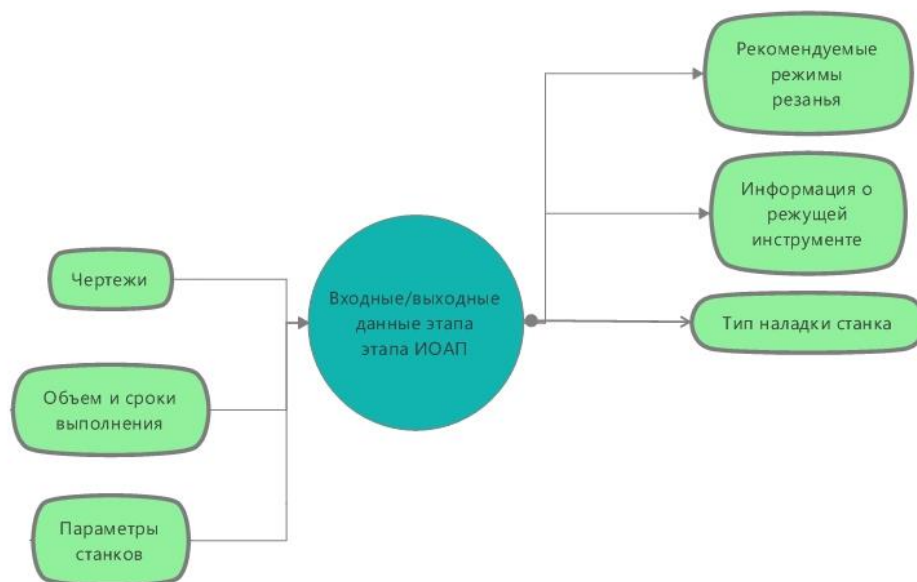 Рекомендуемые
режимы
резанья
Информация о
режущей
инструменте
Чертежи
Входные/выходные
данные этапа
этапа ИОАП
Тип наладки станка
Объем и сроки
выполнения
Параметры
станков